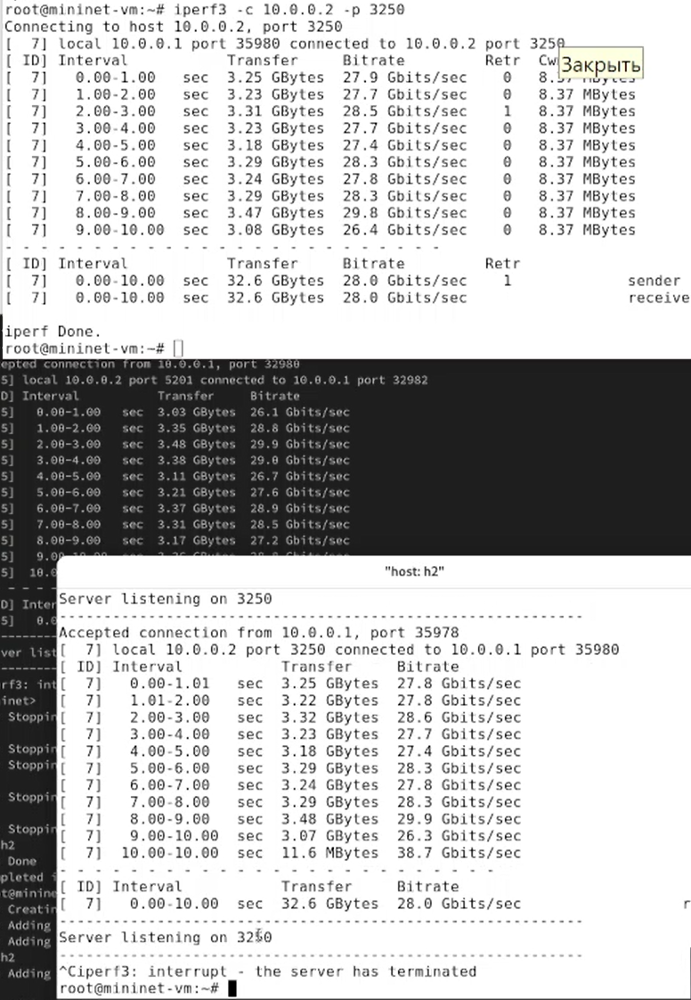 root@mininet-vm:~# iperf3 -c 10.0.0.2 -p 3250
Connecting to host 10.0.0.2, port 3250
[  7] local 10.0.0.1 port 35980 connected to 10.0.0.2 port 3250
[ ID] Interval           Transfer     Bitrate         Retr  Cw
Закрыть
[  7]   0.00-1.00   sec  3.25 GBytes  27.9 Gbits/sec    0   8.37 MBytes
[  7]   1.00-2.00   sec  3.23 GBytes  27.7 Gbits/sec    0   8.37 MBytes
[  7]   2.00-3.00   sec  3.31 GBytes  28.5 Gbits/sec    1   8.37 MBytes
[  7]   3.00-4.00   sec  3.23 GBytes  27.7 Gbits/sec    0   8.37 MBytes
[  7]   4.00-5.00   sec  3.18 GBytes  27.4 Gbits/sec    0   8.37 MBytes
[  7]   5.00-6.00   sec  3.29 GBytes  28.3 Gbits/sec    0   8.37 MBytes
[  7]   6.00-7.00   sec  3.24 GBytes  27.8 Gbits/sec    0   8.37 MBytes
[  7]   7.00-8.00   sec  3.29 GBytes  28.3 Gbits/sec    0   8.37 MBytes
[  7]   8.00-9.00   sec  3.47 GBytes  29.8 Gbits/sec    0   8.37 MBytes
[  7]   9.00-10.00  sec  3.08 GBytes  26.4 Gbits/sec    0   8.37 MBytes
- - - - - - - - - - - - - - - - - - - - - - - - -
[ ID] Interval           Transfer     Bitrate         Retr
[  7]   0.00-10.00  sec  32.6 GBytes  28.0 Gbits/sec    1             sender
[  7]   0.00-10.00  sec  32.6 GBytes  28.0 Gbits/sec                  receive
iperf Done.
root@mininet-vm:~#
epted connection from 10.0.0.1, port 32980
5] local 10.0.0.2 port 5201 connected to 10.0.0.1 port 32982
D] Interval           Transfer     Bitrate
5]   0.00-1.00   sec  3.03 GBytes  26.1 Gbits/sec
5]   1.00-2.00   sec  3.35 GBytes  28.8 Gbits/sec
5]   2.00-3.00   sec  3.48 GBytes  29.9 Gbits/sec
5]   3.00-4.00   sec  3.38 GBytes  29.0 Gbits/sec
5]   4.00-5.00   sec  3.11 GBytes  26.7 Gbits/sec
5]   5.00-6.00   sec  3.21 GBytes  27.6 Gbits/sec
5]   6.00-7.00   sec  3.37 GBytes  28.9 Gbits/sec
5]   7.00-8.00   sec  3.31 GBytes  28.5 Gbits/sec
5]   8.00-9.00   sec  3.17 GBytes  27.2 Gbits/sec
5]   9.00
5]  10.0
- - - -
D] Inter
5]   0.0
ver list
rf3: int
inet>
Stoppin
Stoppin
Stoppin
Stoppin
Stoppin
h2
Done
pleted i
t@minine
Creatin
Adding
Adding
h2
Adding
"host: h2"
Server listening on 3250
-----------------------------------------------------------
Accepted connection from 10.0.0.1, port 35978
[  7] local 10.0.0.2 port 3250 connected to 10.0.0.1 port 35980
[ ID] Interval           Transfer     Bitrate
[  7]   0.00-1.01   sec  3.25 GBytes  27.8 Gbits/sec
[  7]   1.01-2.00   sec  3.22 GBytes  27.8 Gbits/sec
[  7]   2.00-3.00   sec  3.32 GBytes  28.6 Gbits/sec
[  7]   3.00-4.00   sec  3.23 GBytes  27.7 Gbits/sec
[  7]   4.00-5.00   sec  3.18 GBytes  27.4 Gbits/sec
[  7]   5.00-6.00   sec  3.29 GBytes  28.3 Gbits/sec
[  7]   6.00-7.00   sec  3.24 GBytes  27.8 Gbits/sec
[  7]   7.00-8.00   sec  3.29 GBytes  28.3 Gbits/sec
[  7]   8.00-9.00   sec  3.48 GBytes  29.9 Gbits/sec
[  7]   9.00-10.00  sec  3.07 GBytes  26.3 Gbits/sec
[  7]  10.00-10.00  sec  11.6 MBytes  38.7 Gbits/sec
- - - - - - - - - - - - - - - - - - - - - - - - -
[ ID] Interval           Transfer     Bitrate
[  7]   0.00-10.00  sec  32.6 GBytes  28.0 Gbits/sec                  r
-----------------------------------------------------------
Server listening on 3250
-----------------------------------------------------------
^Ciperf3: interrupt - the server has terminated
root@mininet-vm:~#